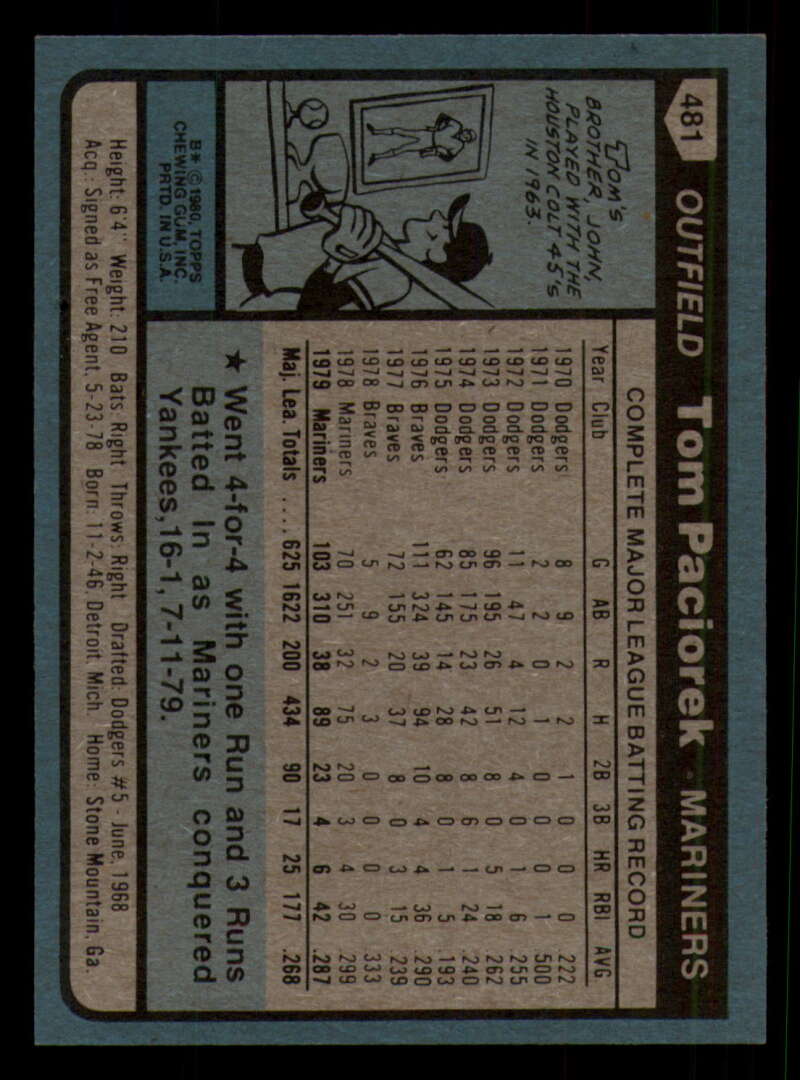 481 OUTFIELD Tom Paciorek • MARINERS
TOM'S
BROTHER, JOHN,
PLAYED WITH THE
HOUSTON COLT 45'S
IN 1963.
B* © 1980, TOPPS
CHEWING GUM, INC.
PRTD. IN U.S.A.
COMPLETE MAJOR LEAGUE BATTING RECORD
Year Club G AB R H 2B 3B HR RBI AVG
1970 Dodgers 8 9 2 2 1 0 0 0 .222
1971 Dodgers 2 2 0 1 0 0 0 1 .500
1972 Dodgers 11 47 4 12 4 0 1 6 .255
1973 Dodgers 96 195 26 51 8 0 5 18 .262
1974 Dodgers 85 175 23 42 8 6 1 24 .240
1975 Dodgers 62 145 14 28 8 0 1 5 .193
1976 Braves 111 324 39 94 10 4 4 36 .290
1977 Braves 72 155 20 37 8 0 3 15 .239
1978 Braves 5 9 2 3 0 0 0 0 .333
1978 Mariners 70 251 32 75 20 3 4 30 .299
1979 Mariners 103 310 38 89 23 4 6 42 .287
Maj. Lea. Totals .... 625 1622 200 434 90 17 25 177 .268
★ Went 4-for-4 with one Run and 3 Runs
Batted In as Mariners conquered
Yankees, 16-1, 7-11-79.
Height: 6'4" Weight: 210 Bats: Right Throws: Right Drafted: Dodgers #5 - June, 1968
Acq.: Signed as Free Agent, 5-23-78 Born: 11-2-46, Detroit, Mich. Home: Stone Mountain, Ga.